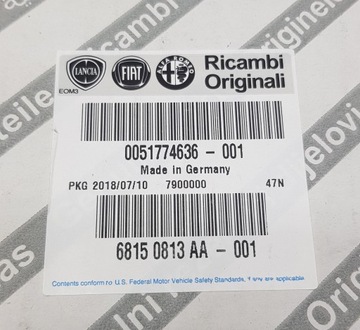 LANCIA
FIAT
ALFA ROMEO
Ricambi
Originali
EOM3
0051774636 - 001
Made in Germany
PKG 2018/07/10 7900000 47N
6815 0813 AA - 001
Contents conform to U.S. Federal Motor Vehicle Safety Standards, if any are applicable.